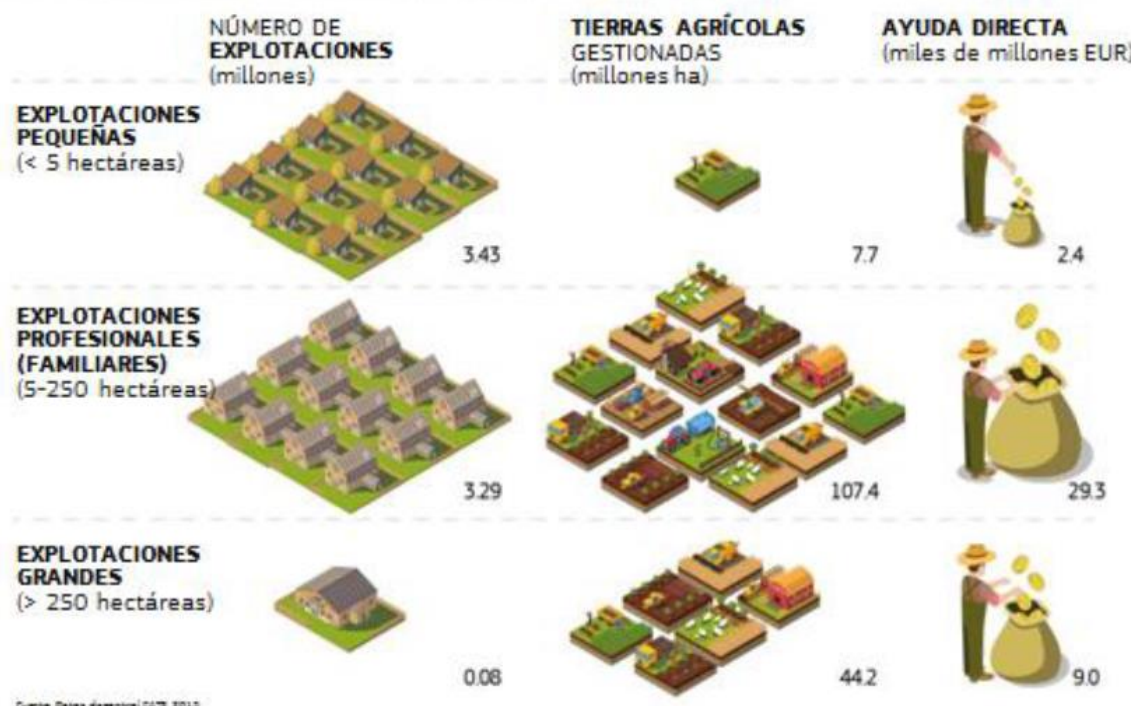 NÚMERO DE
EXPLOTACIONES
(millones)
TIERRAS AGRÍCOLAS
GESTIONADAS
(millones ha)
AYUDA DIRECTA
(miles de millones EUR)
EXPLOTACIONES
PEQUEÑAS
(< 5 hectáreas)
3.43
7.7
2.4
EXPLOTACIONES
PROFESIONALES
(FAMILIARES)
(5-250 hectáreas)
3.29
107.4
29.3
EXPLOTACIONES
GRANDES
(> 250 hectáreas)
0.08
44.2
9.0